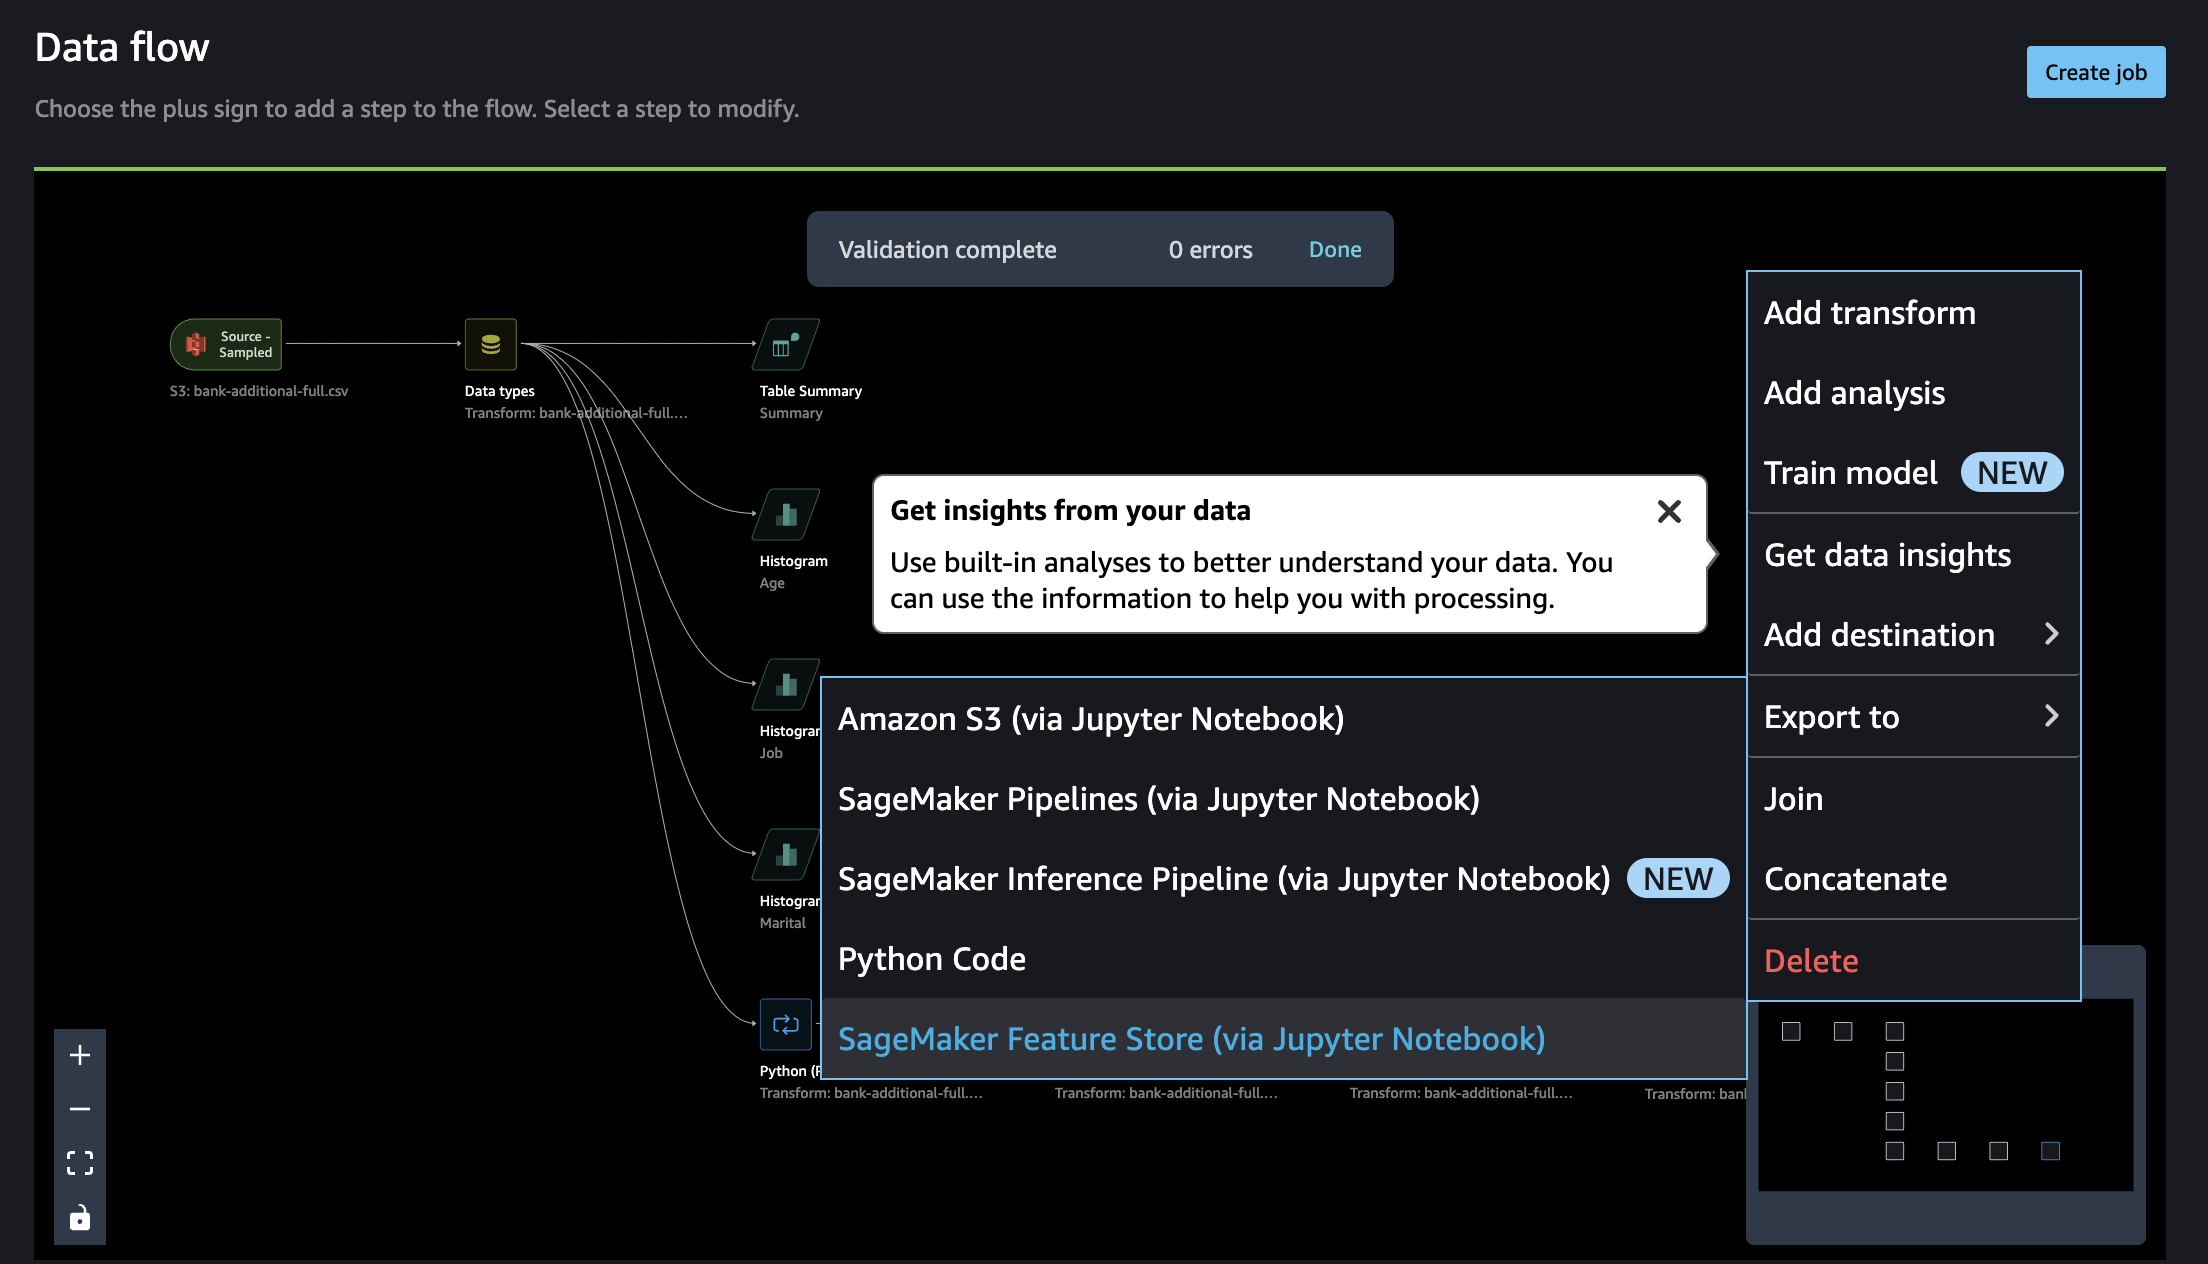 Data flow
Create job
Choose the plus sign to add a step to the flow. Select a step to modify.
Validation complete 0 errors Done
Source -
Sampled
S3: bank-additional-full.csv
Data types
Transform: bank-additional-full....
Table Summary
Summary
Histogram
Age
Histogram
Job
Histogram
Marital
Python (
Transform: bank-additional-full....
Transform: bank-additional-full....
Transform: bank-additional-full....
Transform: bank
Get insights from your data
Use built-in analyses to better understand your data. You
can use the information to help you with processing.
Add transform
Add analysis
Train model NEW
Get data insights
Add destination
Export to
Join
Concatenate
Delete
Amazon S3 (via Jupyter Notebook)
SageMaker Pipelines (via Jupyter Notebook)
SageMaker Inference Pipeline (via Jupyter Notebook) NEW
Python Code
SageMaker Feature Store (via Jupyter Notebook)